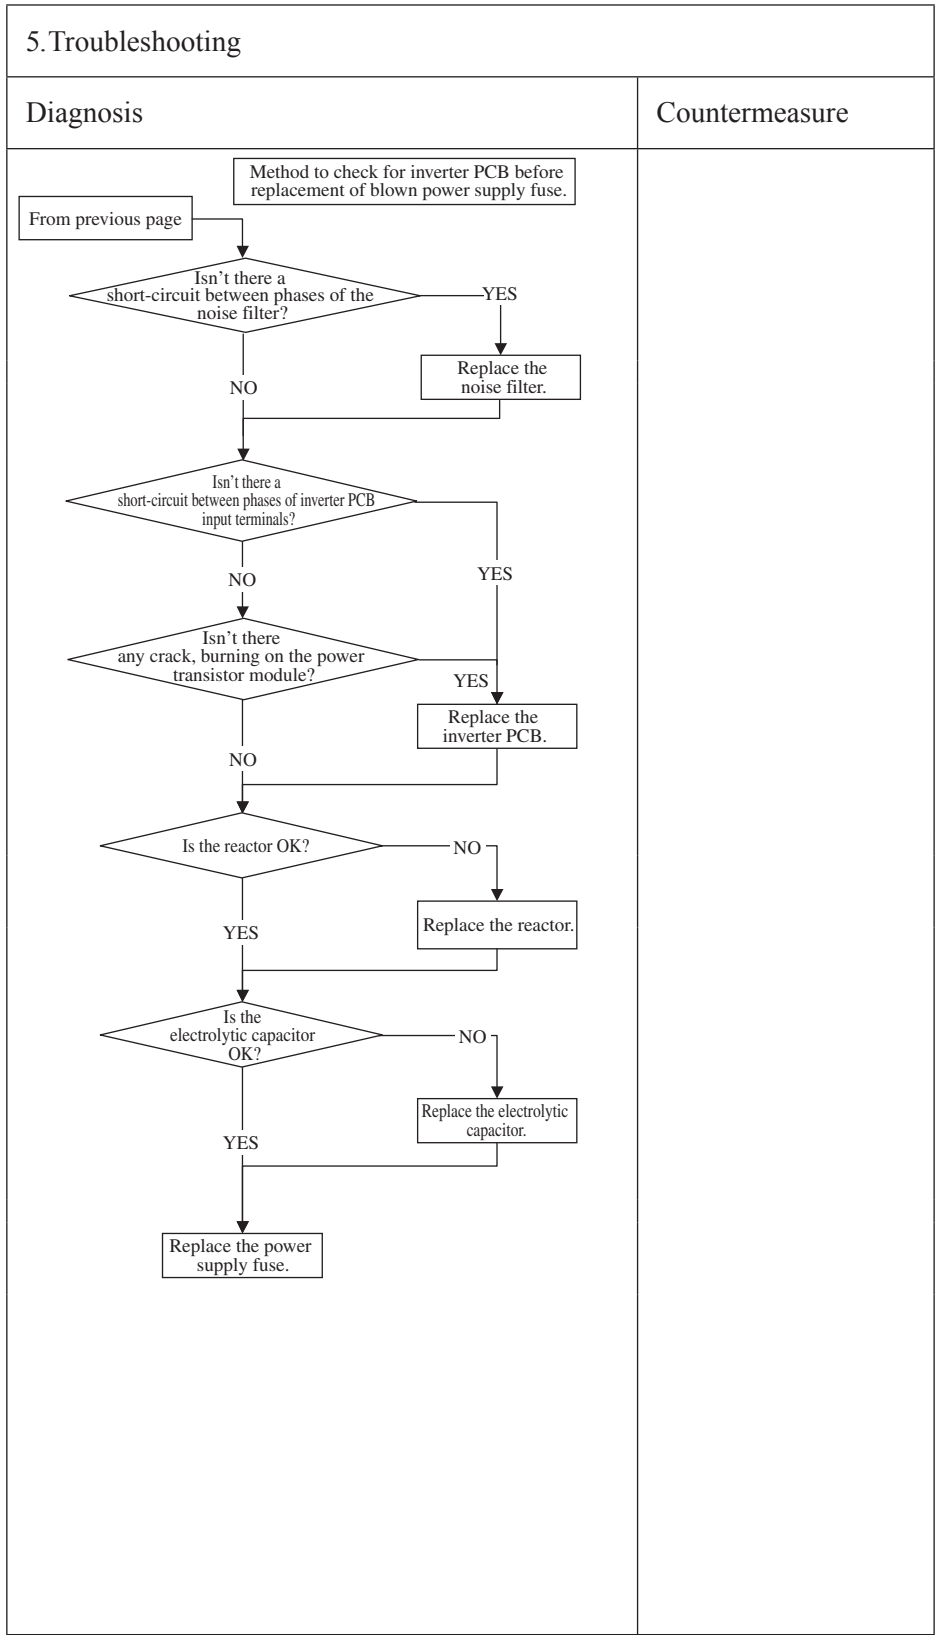 5.Troubleshooting
Diagnosis
Countermeasure
Method to check for inverter PCB before
replacement of blown power supply fuse.
From previous page
Isn't there a
short-circuit between phases of the
noise filter?
YES
Replace the
noise filter.
NO
Isn't there a
short-circuit between phases of inverter PCB
input terminals?
YES
NO
Isn't there
any crack, burning on the power
transistor module?
YES
Replace the
inverter PCB.
NO
Is the reactor OK?
NO
Replace the reactor.
YES
Is the
electrolytic capacitor
OK?
NO
Replace the electrolytic
capacitor.
YES
Replace the power
supply fuse.